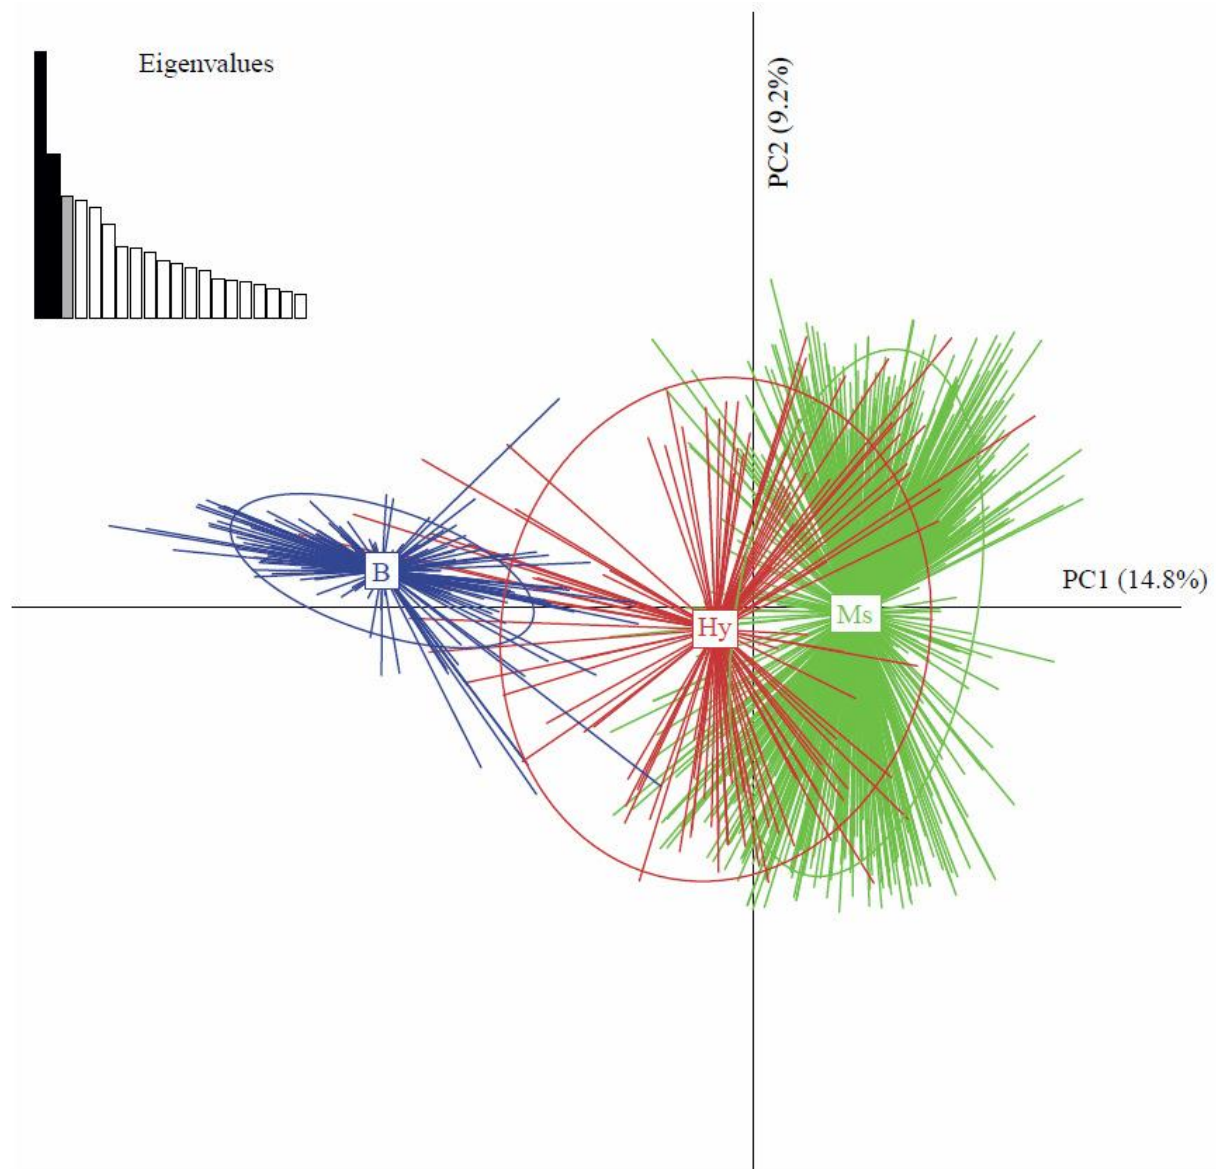 Eigenvalues
PC2 (9.2%)
PC1 (14.8%)
B
Hy
Ms